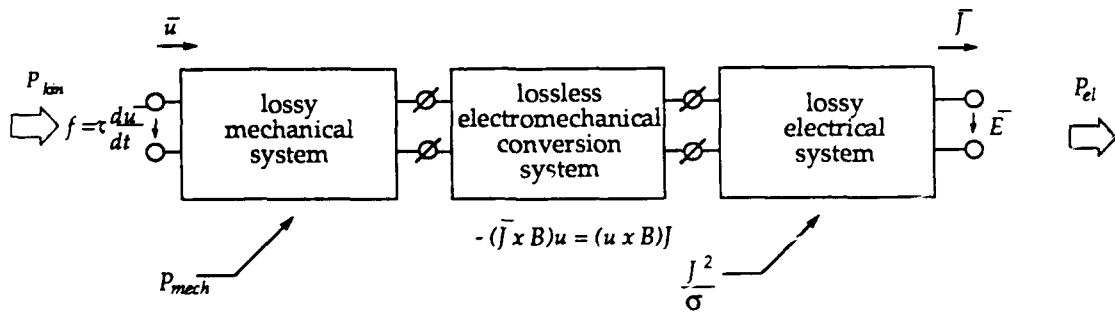 u̅
J̅
P_kin
f = τ du̅/dt
lossy
mechanical
system
lossless
electromechanical
conversion
system
lossy
electrical
system
E̅
P_el
- (J̅ x B)u = (u x B)J
P_mech
J²/σ